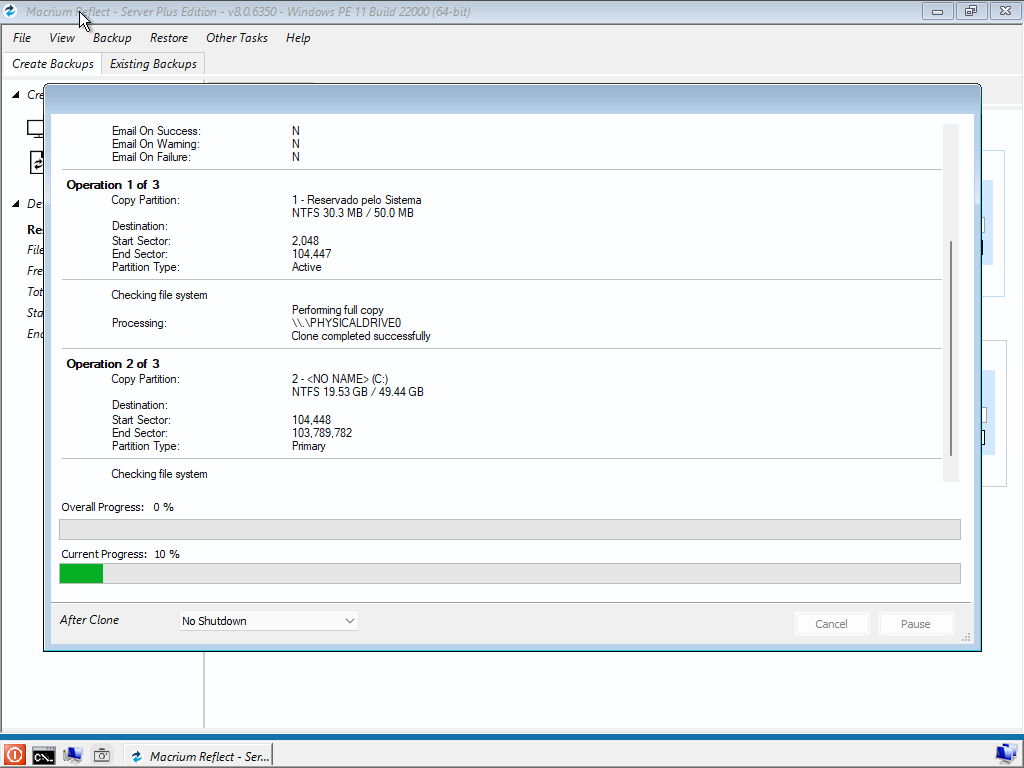 Macrium Reflect - Server Plus Edition - v8.0.6350 - Windows PE 11 Build 22000 (64-bit)
File View Backup Restore Other Tasks Help
Create Backups Existing Backups
Email On Success: N
Email On Warning: N
Email On Failure: N
Operation 1 of 3
Copy Partition: 1 - Reservado pelo Sistema
NTFS 30.3 MB / 50.0 MB
Destination:
Start Sector: 2,048
End Sector: 104,447
Partition Type: Active
Checking file system
Performing full copy
Processing: \\.\PHYSICALDRIVE0
Clone completed successfully
Operation 2 of 3
Copy Partition: 2 - <NO NAME> (C:)
NTFS 19.53 GB / 49.44 GB
Destination:
Start Sector: 104,448
End Sector: 103,789,782
Partition Type: Primary
Checking file system
Overall Progress: 0 %
Current Progress: 10 %
After Clone No Shutdown Cancel Pause
Macrium Reflect - Ser...